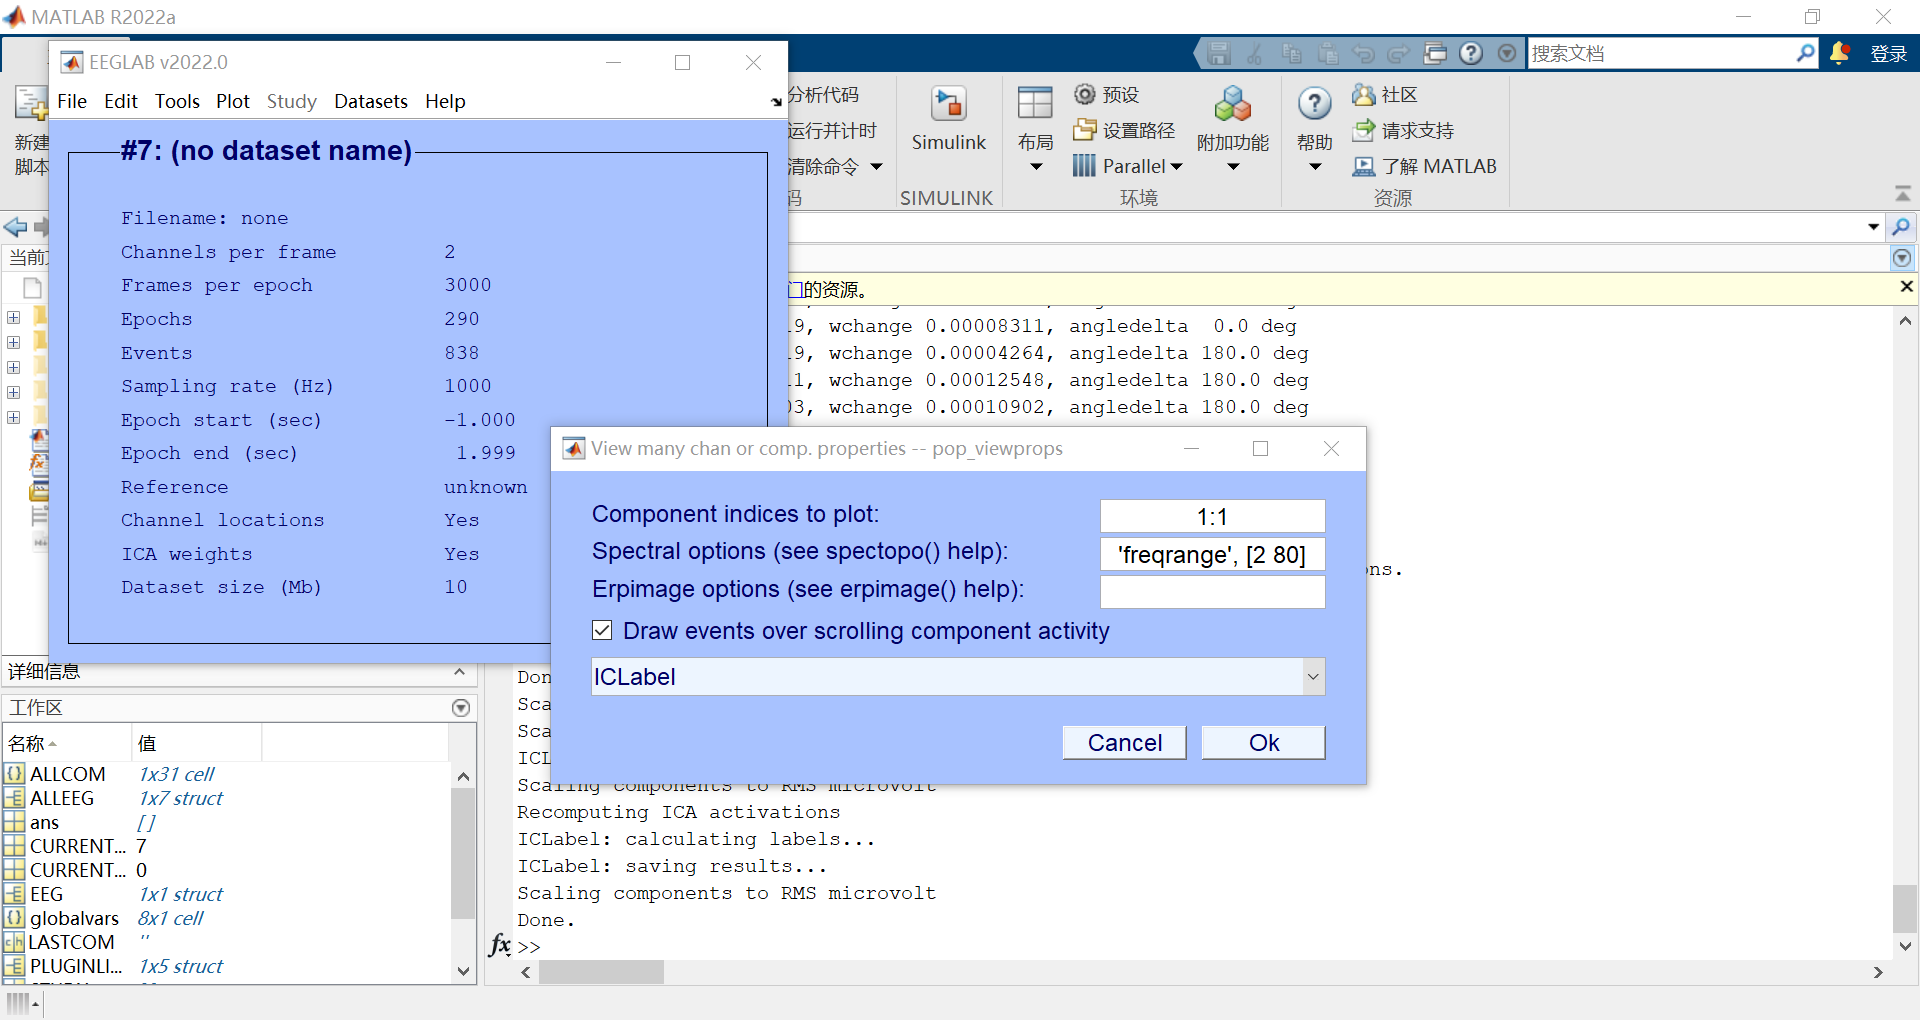 MATLAB R2022a
EEGLAB v2022.0
File Edit Tools Plot Study Datasets Help
#7: (no dataset name)
Filename: none
Channels per frame 2
Frames per epoch 3000
Epochs 290
Events 838
Sampling rate (Hz) 1000
Epoch start (sec) -1.000
Epoch end (sec) 1.999
Reference unknown
Channel locations Yes
ICA weights Yes
Dataset size (Mb) 10
搜索文档
登录
新建
脚本
分析代码
运行并计时
清除命令
码
Simulink
SIMULINK
布局
预设
设置路径
Parallel
附加功能
环境
帮助
社区
请求支持
了解 MATLAB
资源
当前
门的资源。
19, wchange 0.00008311, angledelta 0.0 deg
19, wchange 0.00004264, angledelta 180.0 deg
11, wchange 0.00012548, angledelta 180.0 deg
03, wchange 0.00010902, angledelta 180.0 deg
View many chan or comp. properties -- pop_viewprops
Component indices to plot: 1:1
Spectral options (see spectopo() help): 'freqrange', [2 80]
Erpimage options (see erpimage() help):
Draw events over scrolling component activity
ICLabel
Cancel Ok
ns.
Don
Sca
Sca
ICL
Scaling components to RMS microvolt
Recomputing ICA activations
ICLabel: calculating labels...
ICLabel: saving results...
Scaling components to RMS microvolt
Done.
fx >>
详细信息
工作区
名称 值
ALLCOM 1x31 cell
ALLEEG 1x7 struct
ans []
CURRENT... 7
CURRENT... 0
EEG 1x1 struct
globalvars 8x1 cell
LASTCOM ''
PLUGINLI... 1x5 struct